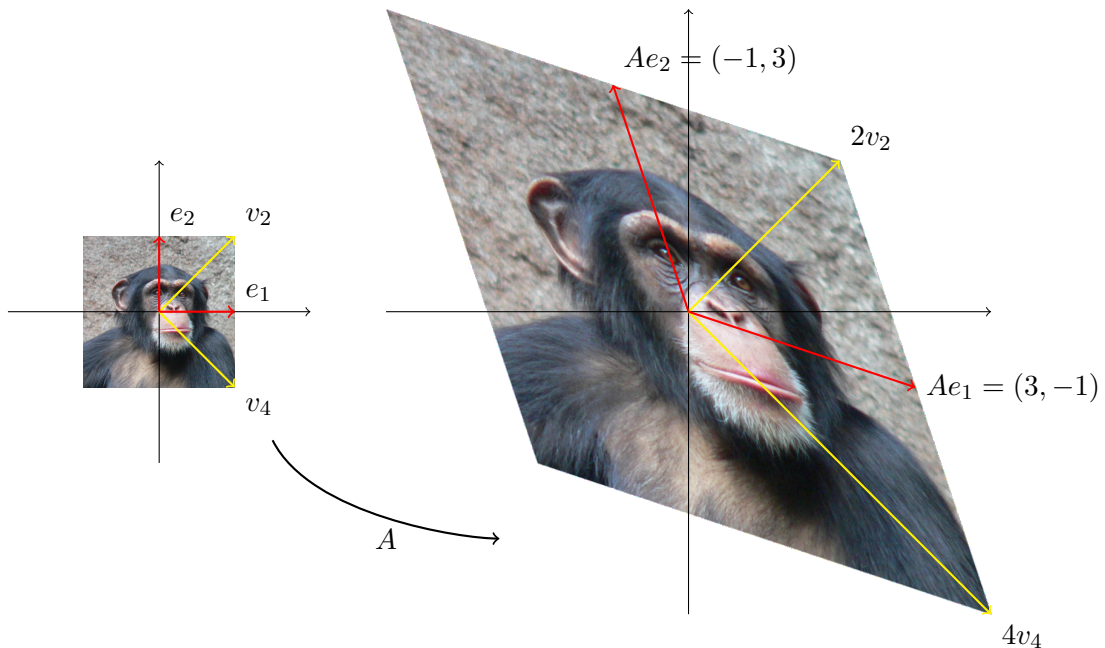 $Ae_2 = (-1, 3)$
$2v_2$
$e_2$
$v_2$
$e_1$
$Ae_1 = (3, -1)$
$v_4$
$A$
$4v_4$